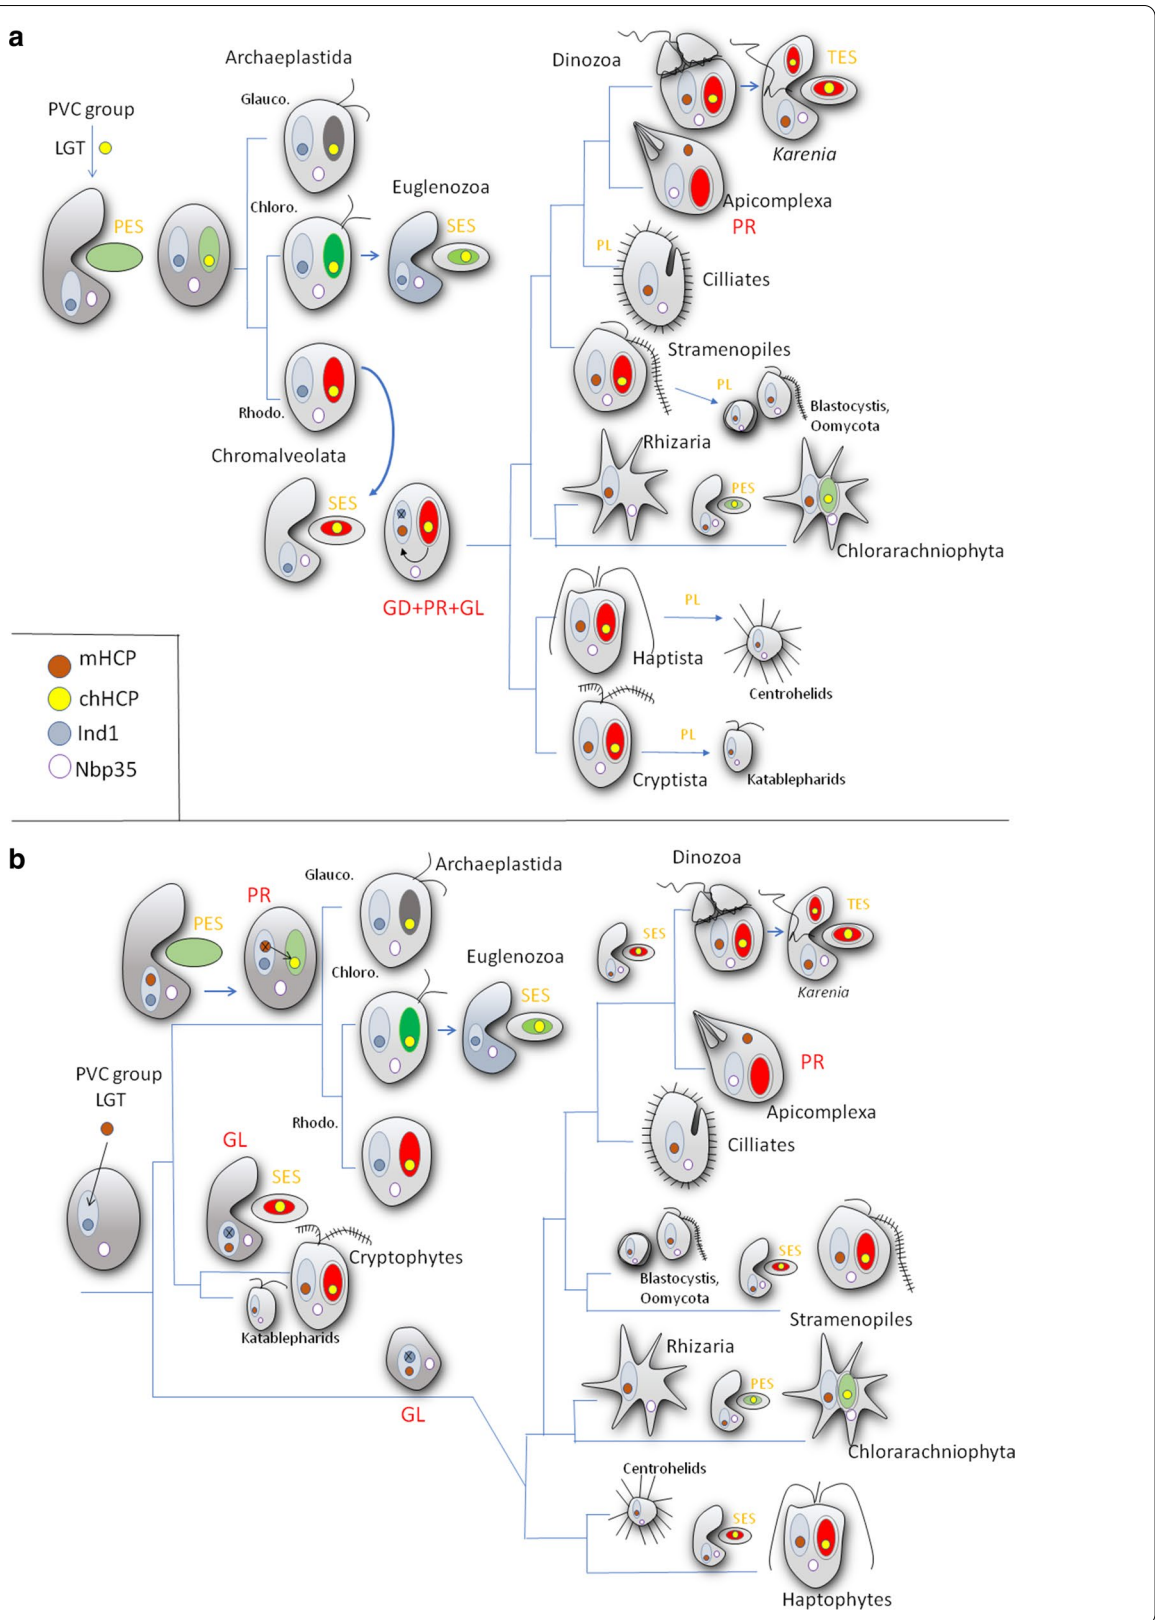 a
Archaeplastida
Dinozoa
TES
Glauco.
PVC group
LGT
Karenia
Euglenozoa
Chloro.
Apicomplexa
PR
PES
SES
PL
Cilliates
Stramenopiles
PL
Blastocystis,
Oomycota
Rhodo.
Chromalveolata
Rhizaria
SES
PES
Chlorarachniophyta
GD+PR+GL
PL
Haptista
Centrohelids
mHCP
chHCP
Ind1
Nbp35
PL
Cryptista
Katablepharids
b
Archaeplastida
Dinozoa
Glauco.
PR
PES
TES
SES
Chloro.
Euglenozoa
SES
Karenia
PVC group
LGT
PR
Apicomplexa
Rhodo.
GL
Cilliates
SES
Cryptophytes
SES
Blastocystis,
Oomycota
Stramenopiles
Katablepharids
Rhizaria
PES
GL
Chlorarachniophyta
Centrohelids
SES
Haptophytes